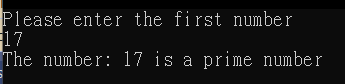 Please enter the first number
17
The number: 17 is a prime number